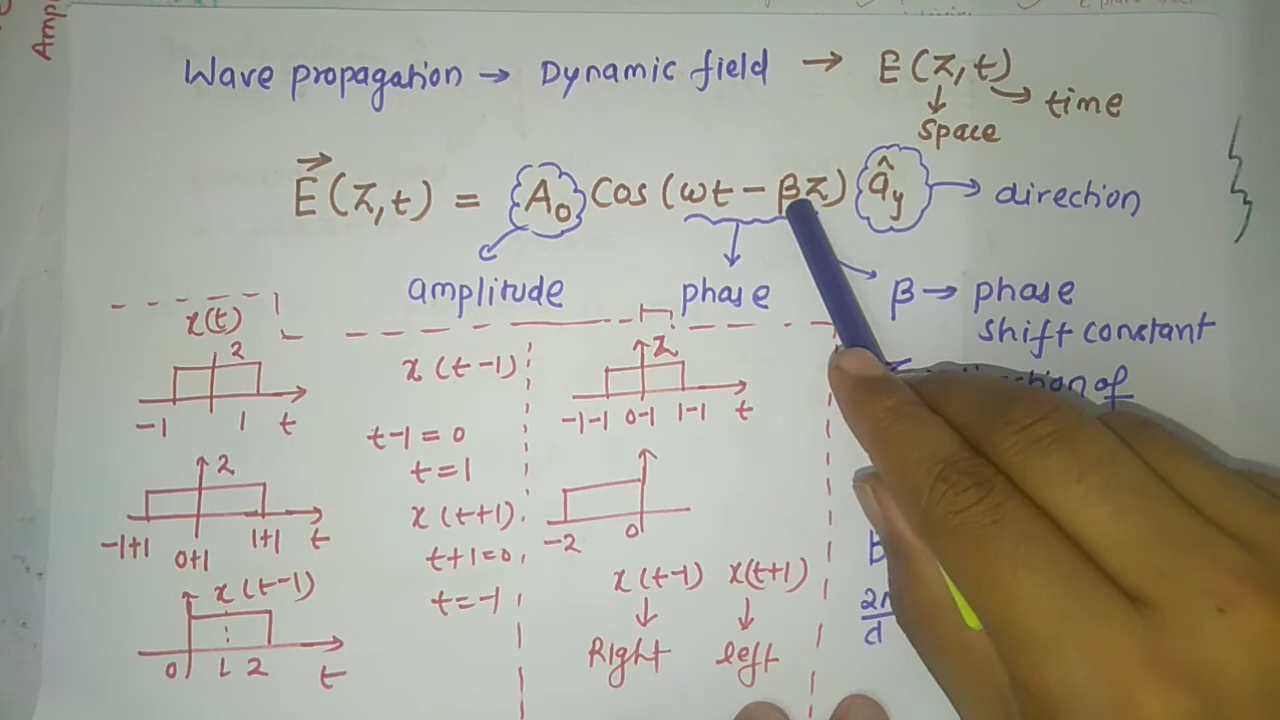 Amp
Wave propagation → Dynamic field → E(z,t)
space
time
E⃗(z,t) = A₀ Cos(ωt − βz) ây → direction
amplitude
phase
β → phase
shift constant
of
x(t)
2
-1 1 t
x(t-1)
t-1 = 0
t = 1
2
-1-1 0-1 1-1 t
2
-1+1 0+1 1+1 t
x(t+1)
t+1=0
t=-1
-2 0
x(t-1)
0 1 2 t
x(t-1) x(t+1)
Right left